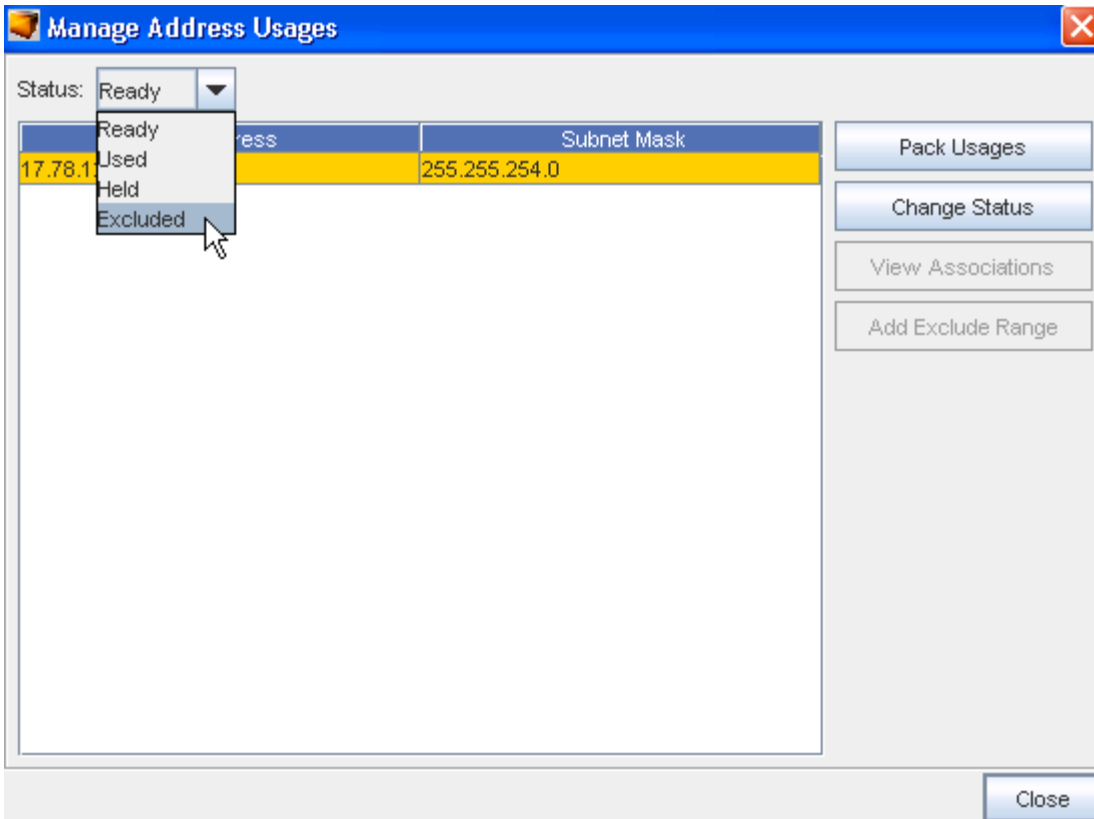 Manage Address Usages
Status: Ready
Ready
Used
Held
Excluded
Subnet Mask
255.255.254.0
Pack Usages
Change Status
View Associations
Add Exclude Range
Close